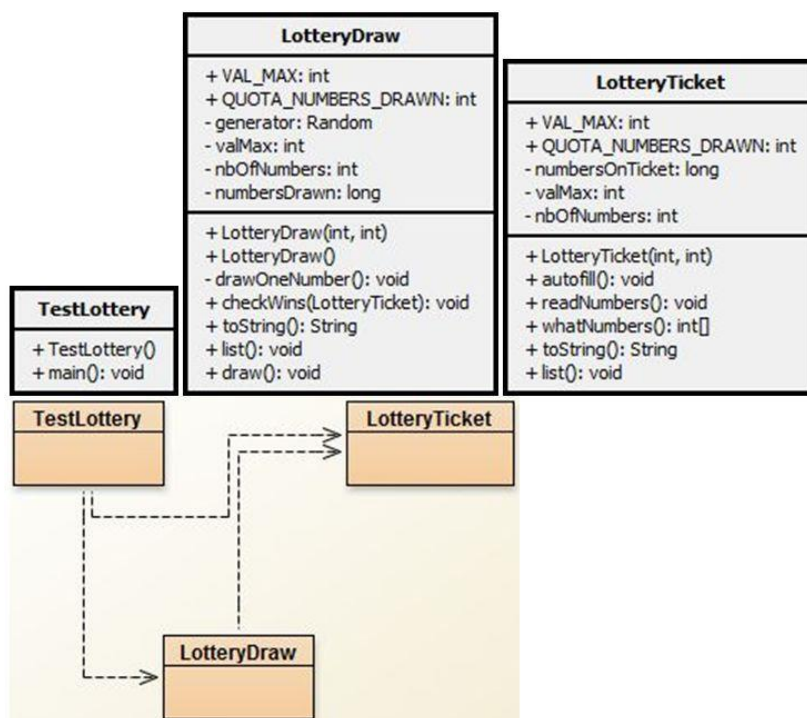 LotteryDraw
+ VAL_MAX: int
+ QUOTA_NUMBERS_DRAWN: int
- generator: Random
- valMax: int
- nbOfNumbers: int
- numbersDrawn: long
+ LotteryDraw(int, int)
+ LotteryDraw()
- drawOneNumber(): void
+ checkWins(LotteryTicket): void
+ toString(): String
+ list(): void
+ draw(): void
LotteryTicket
+ VAL_MAX: int
+ QUOTA_NUMBERS_DRAWN: int
- numbersOnTicket: long
- valMax: int
- nbOfNumbers: int
+ LotteryTicket(int, int)
+ autofill(): void
+ readNumbers(): void
+ whatNumbers(): int[]
+ toString(): String
+ list(): void
TestLottery
+ TestLottery()
+ main(): void
TestLottery
LotteryTicket
LotteryDraw